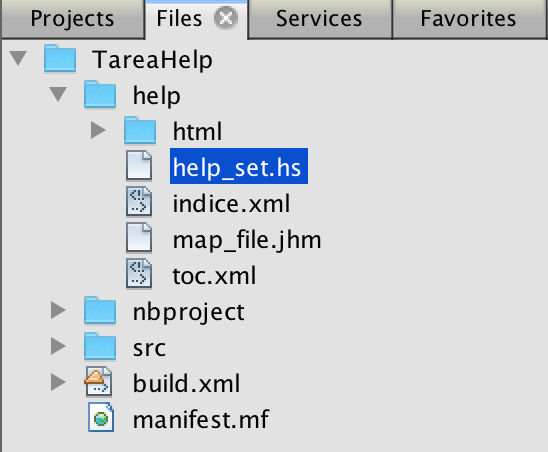 Projects Files Services Favorites
TareaHelp
help
html
help_set.hs
indice.xml
map_file.jhm
toc.xml
nbproject
src
build.xml
manifest.mf